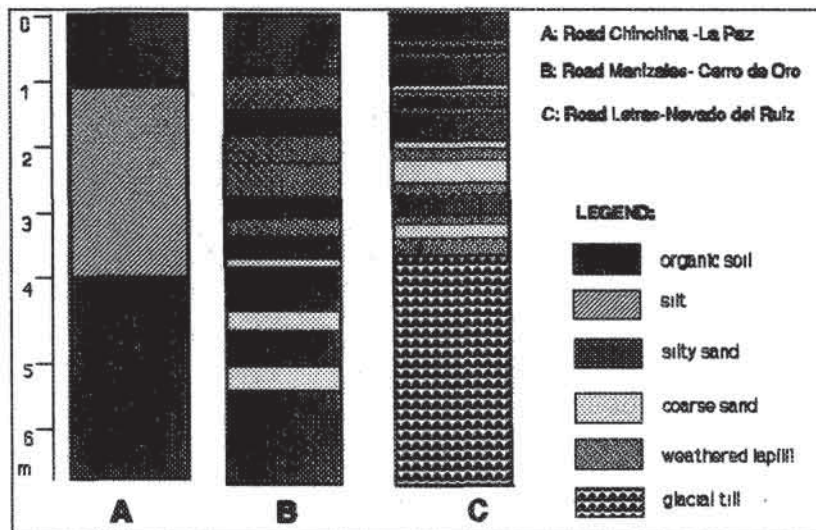 0
1
2
3
4
5
6
m
A
B
C
A: Road Chinchina -La Paz
B: Road Manizales- Cerro de Oro
C: Road Letras-Nevado del Ruiz
LEGEND:
organic soil
silt
silty sand
coarse sand
weathered lapilli
glacial till